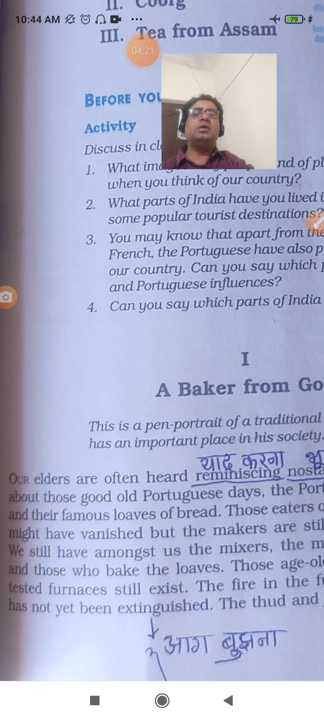 10:44 AM
79
II. Coorg
III. Tea from Assam
04:21
BEFORE YOU
Activity
Discuss in cl
1. What ima nd of pl
when you think of our country?
2. What parts of India have you lived i
some popular tourist destinations?
3. You may know that apart from the
French, the Portuguese have also p
our country. Can you say which
and Portuguese influences?
4. Can you say which parts of India
I
A Baker from Go
This is a pen-portrait of a traditional
has an important place in his society.
याद करना
OUR elders are often heard reminiscing nosta
about those good old Portuguese days, the Port
and their famous loaves of bread. Those eaters o
might have vanished but the makers are stil
We still have amongst us the mixers, the m
and those who bake the loaves. Those age-ol
tested furnaces still exist. The fire in the fu
has not yet been extinguished. The thud and
आग बुझना